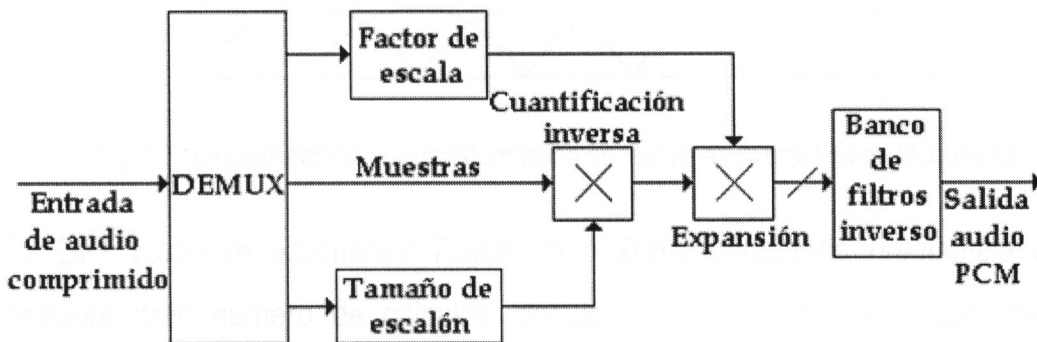 Factor de
escala
Cuantificación
inversa
DEMUX
Muestras
Entrada
de audio
comprimido
Expansión
Banco
de
filtros
inverso
Salida
audio
PCM
Tamaño de
escalón